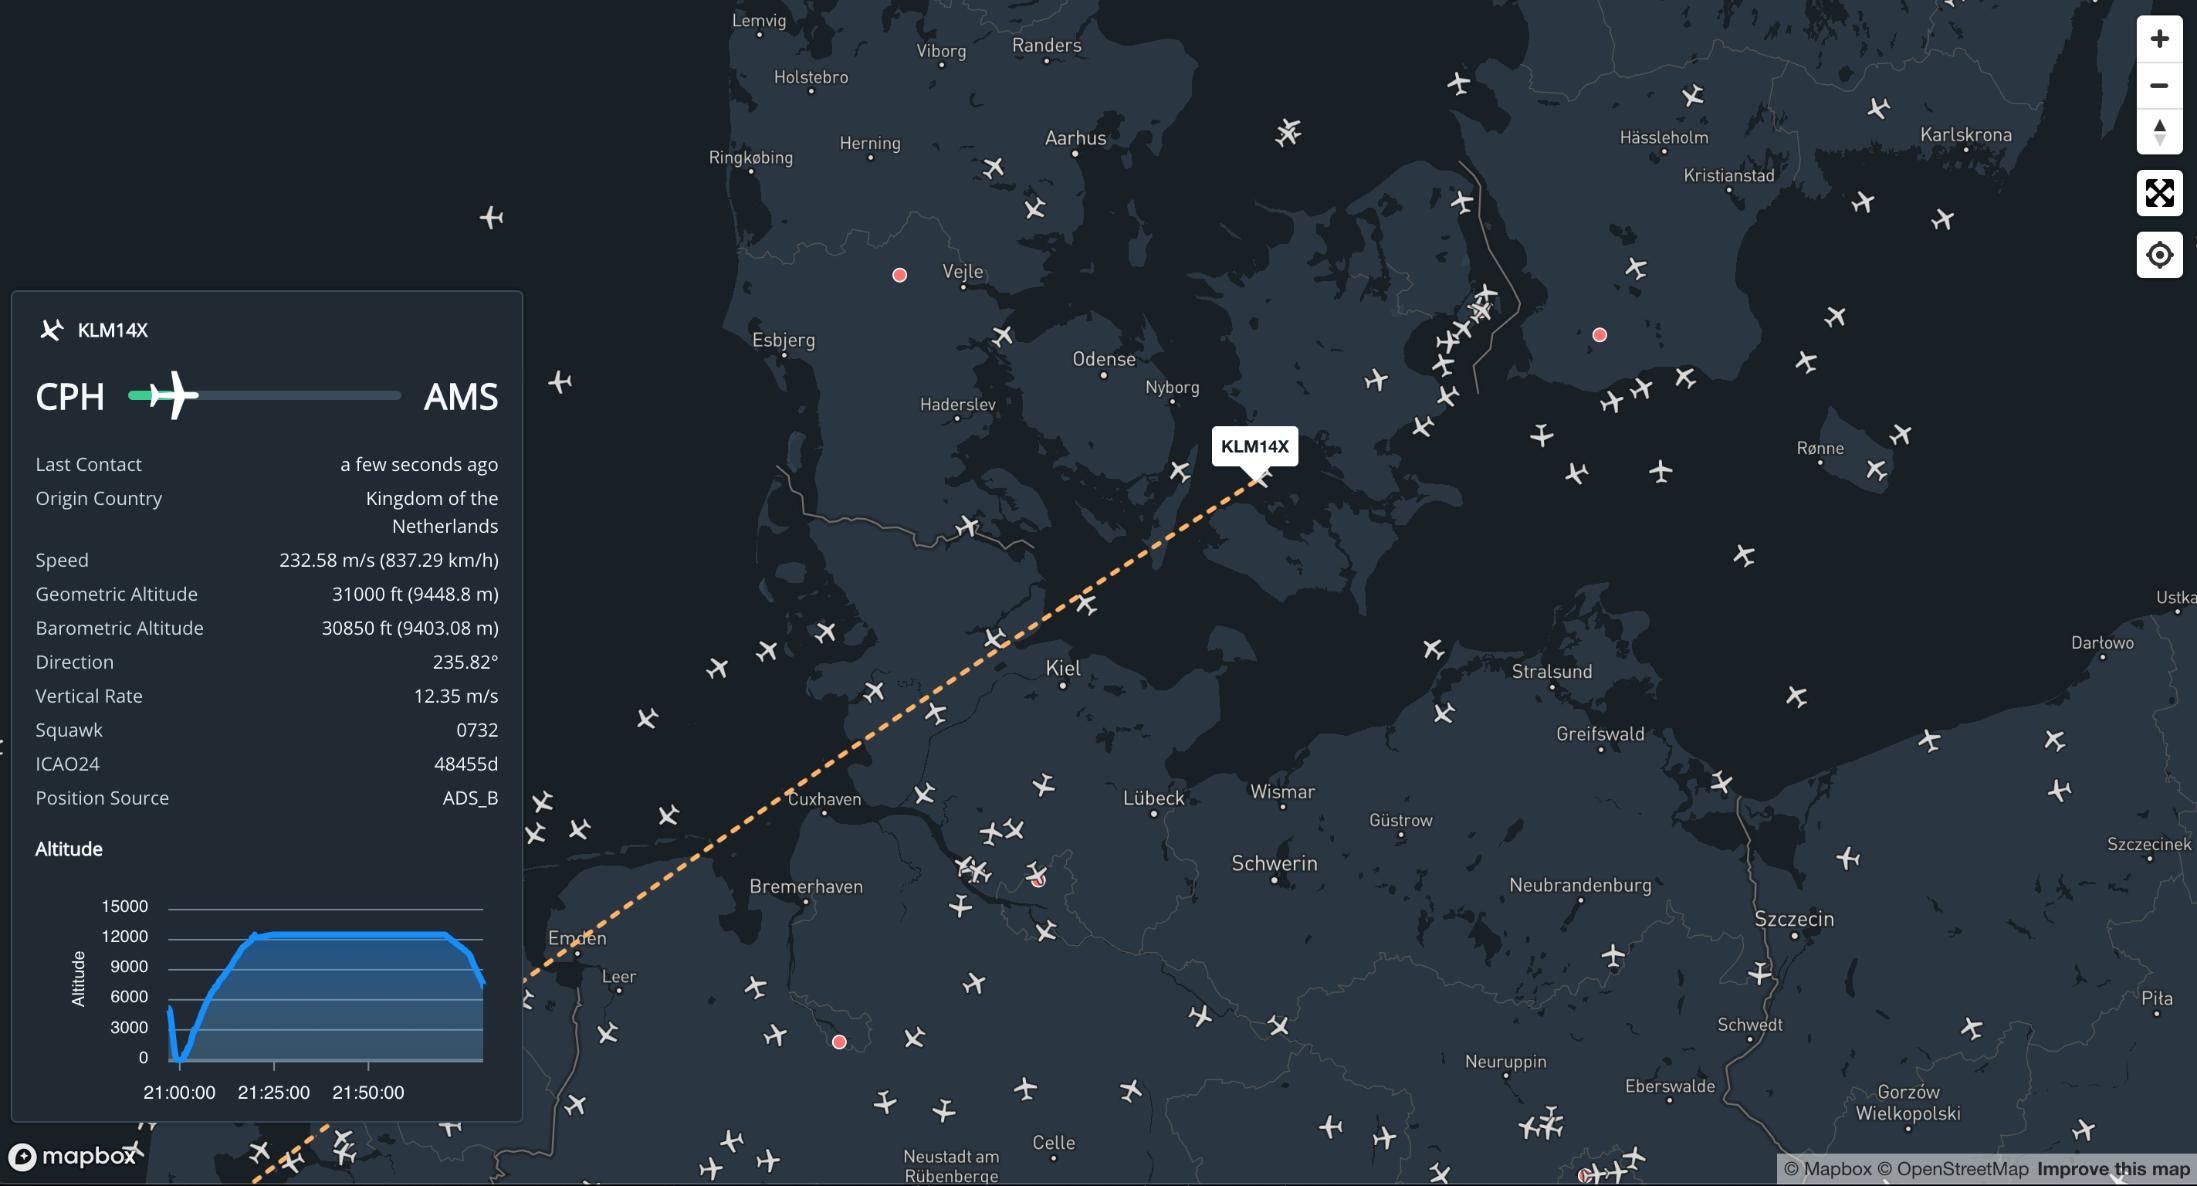 Lemvig
Viborg
Randers
Holstebro
Aarhus
Herning
Ringkøbing
Hässleholm
Karlskrona
Kristianstad
Vejle
Esbjerg
Odense
Nyborg
Haderslev
KLM14X
Rønne
Ustka
Darłowo
Kiel
Stralsund
Greifswald
Cuxhaven
Lübeck
Wismar
Güstrow
Szczecinek
Schwerin
Bremerhaven
Neubrandenburg
Szczecin
Emden
Leer
Piła
Schwedt
Neuruppin
Eberswalde
Gorzów
Wielkopolski
Celle
Neustadt am
Rübenberge
KLM14X
CPH AMS
Last Contact a few seconds ago
Origin Country Kingdom of the
Netherlands
Speed 232.58 m/s (837.29 km/h)
Geometric Altitude 31000 ft (9448.8 m)
Barometric Altitude 30850 ft (9403.08 m)
Direction 235.82°
Vertical Rate 12.35 m/s
Squawk 0732
ICAO24 48455d
Position Source ADS_B
Altitude
Altitude
15000
12000
9000
6000
3000
0
21:00:00 21:25:00 21:50:00
mapbox
© Mapbox © OpenStreetMap Improve this map